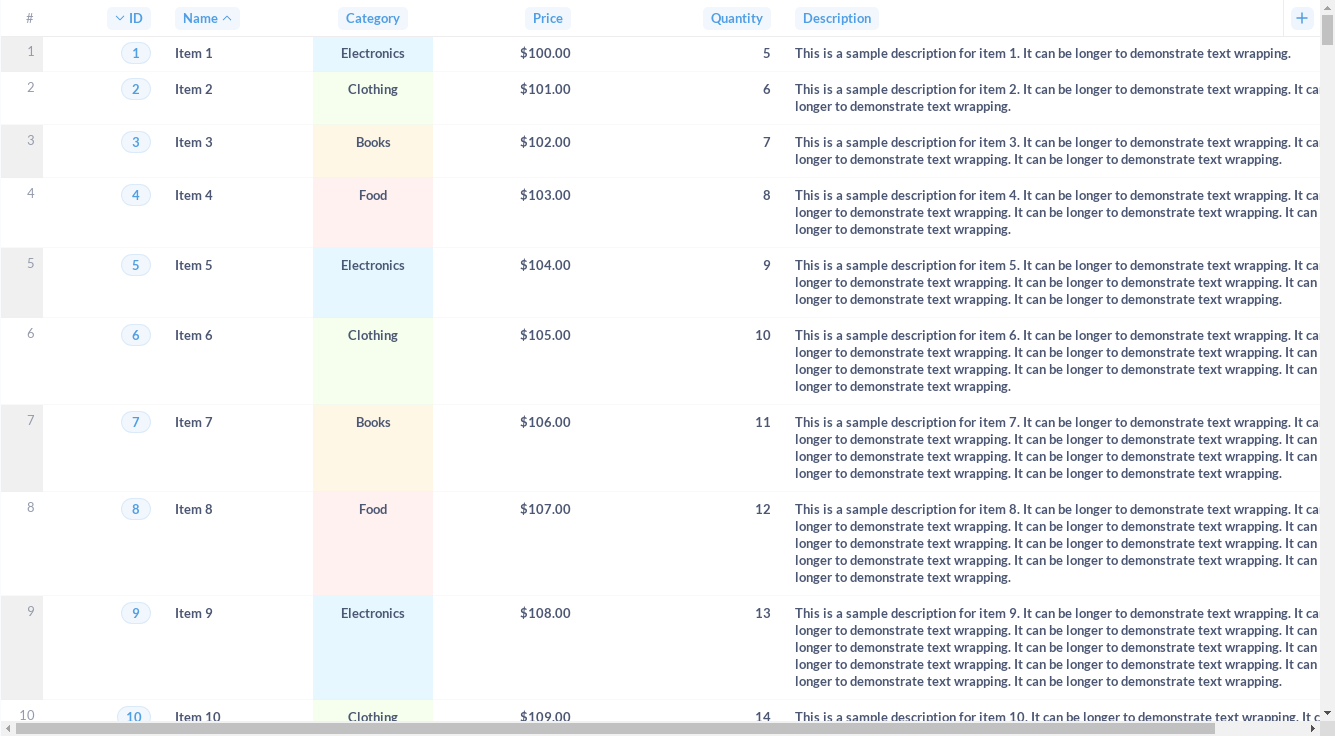 # ID Name Category Price Quantity Description +
1 1 Item 1 Electronics $100.00 5 This is a sample description for item 1. It can be longer to demonstrate text wrapping.
2 2 Item 2 Clothing $101.00 6 This is a sample description for item 2. It can be longer to demonstrate text wrapping. It ca
longer to demonstrate text wrapping.
3 3 Item 3 Books $102.00 7 This is a sample description for item 3. It can be longer to demonstrate text wrapping. It ca
longer to demonstrate text wrapping. It can be longer to demonstrate text wrapping.
4 4 Item 4 Food $103.00 8 This is a sample description for item 4. It can be longer to demonstrate text wrapping. It ca
longer to demonstrate text wrapping. It can be longer to demonstrate text wrapping. It can
longer to demonstrate text wrapping.
5 5 Item 5 Electronics $104.00 9 This is a sample description for item 5. It can be longer to demonstrate text wrapping. It ca
longer to demonstrate text wrapping. It can be longer to demonstrate text wrapping. It can
longer to demonstrate text wrapping. It can be longer to demonstrate text wrapping.
6 6 Item 6 Clothing $105.00 10 This is a sample description for item 6. It can be longer to demonstrate text wrapping. It ca
longer to demonstrate text wrapping. It can be longer to demonstrate text wrapping. It can
longer to demonstrate text wrapping. It can be longer to demonstrate text wrapping. It can
longer to demonstrate text wrapping.
7 7 Item 7 Books $106.00 11 This is a sample description for item 7. It can be longer to demonstrate text wrapping. It ca
longer to demonstrate text wrapping. It can be longer to demonstrate text wrapping. It can
longer to demonstrate text wrapping. It can be longer to demonstrate text wrapping. It can
longer to demonstrate text wrapping. It can be longer to demonstrate text wrapping.
8 8 Item 8 Food $107.00 12 This is a sample description for item 8. It can be longer to demonstrate text wrapping. It ca
longer to demonstrate text wrapping. It can be longer to demonstrate text wrapping. It can
longer to demonstrate text wrapping. It can be longer to demonstrate text wrapping. It can
longer to demonstrate text wrapping. It can be longer to demonstrate text wrapping. It can
longer to demonstrate text wrapping.
9 9 Item 9 Electronics $108.00 13 This is a sample description for item 9. It can be longer to demonstrate text wrapping. It ca
longer to demonstrate text wrapping. It can be longer to demonstrate text wrapping. It can
longer to demonstrate text wrapping. It can be longer to demonstrate text wrapping. It can
longer to demonstrate text wrapping. It can be longer to demonstrate text wrapping. It can
longer to demonstrate text wrapping. It can be longer to demonstrate text wrapping.
10 10 Item 10 Clothing $109.00 14 This is a sample description for item 10. It can be longer to demonstrate text wrapping. It c